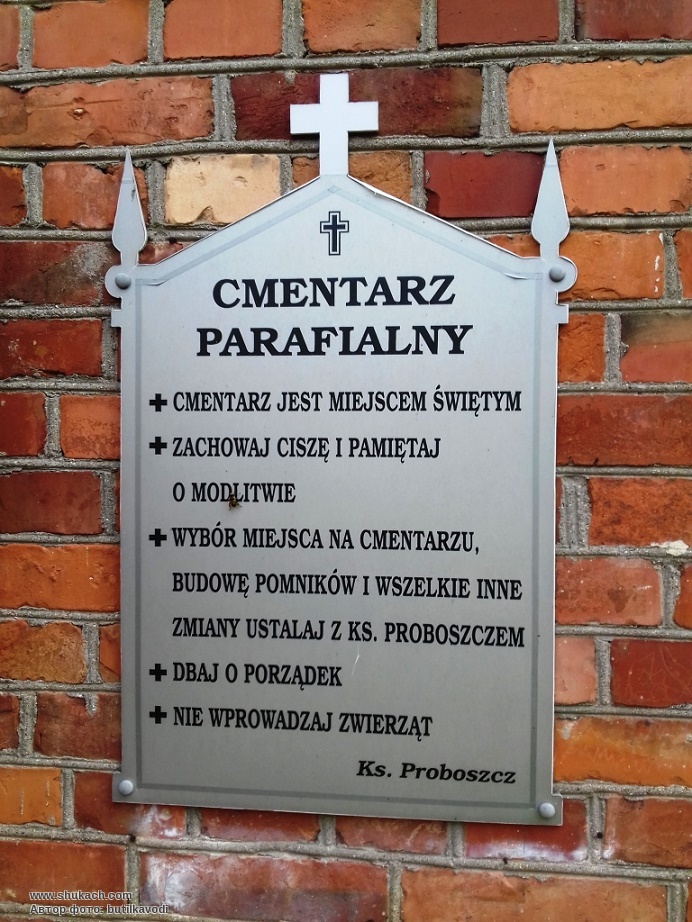 CMENTARZ
PARAFIALNY
CMENTARZ JEST MIEJSCEM ŚWIĘTYM
ZACHOWAJ CISZĘ I PAMIĘTAJ
O MODLITWIE
WYBÓR MIEJSCA NA CMENTARZU,
BUDOWĘ POMNIKÓW I WSZELKIE INNE
ZMIANY USTALAJ Z KS. PROBOSZCZEM
DBAJ O PORZĄDEK
NIE WPROWADZAJ ZWIERZĄT
Ks. Proboszcz
www.shukach.com
Автор фото: butilkavodi